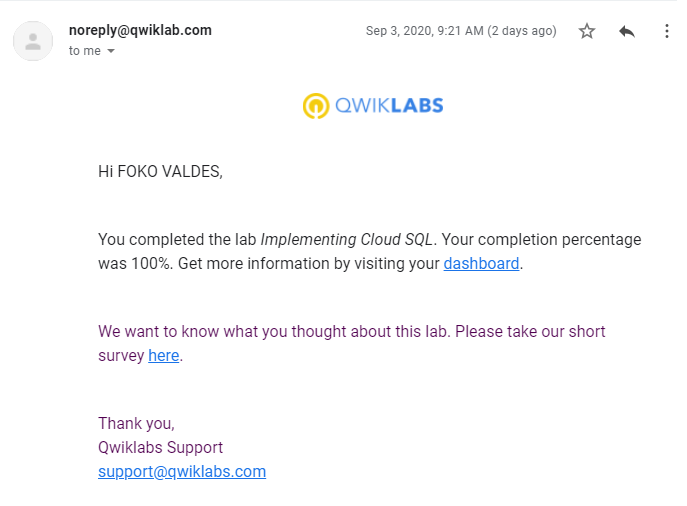 noreply@qwiklab.com
Sep 3, 2020, 9:21 AM (2 days ago)
to me
QWIKLABS
Hi FOKO VALDES,
You completed the lab Implementing Cloud SQL. Your completion percentage
was 100%. Get more information by visiting your dashboard.
We want to know what you thought about this lab. Please take our short
survey here.
Thank you,
Qwiklabs Support
support@qwiklabs.com